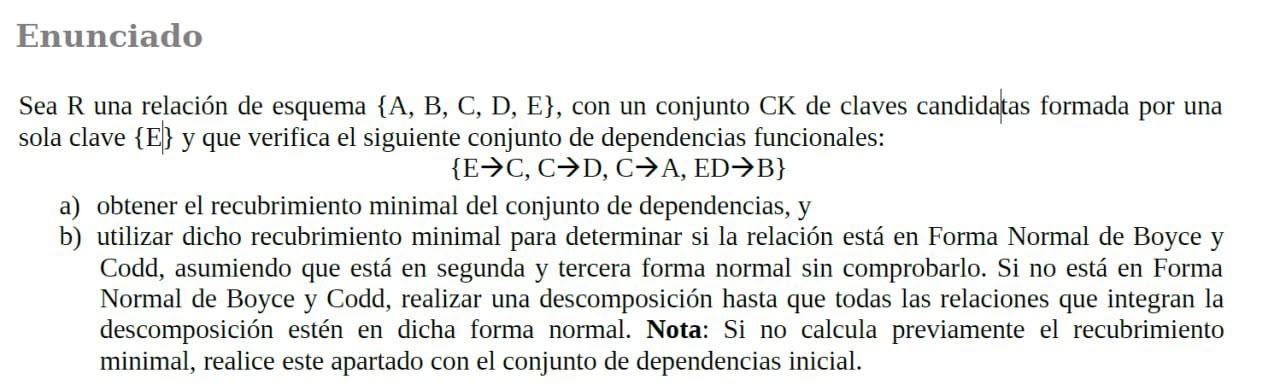 Enunciado
Sea R una relación de esquema {A, B, C, D, E}, con un conjunto CK de claves candidatas formada por una
sola clave {E} y que verifica el siguiente conjunto de dependencias funcionales:
{E→C, C→D, C→A, ED→B}
a) obtener el recubrimiento minimal del conjunto de dependencias, y
b) utilizar dicho recubrimiento minimal para determinar si la relación está en Forma Normal de Boyce y
Codd, asumiendo que está en segunda y tercera forma normal sin comprobarlo. Si no está en Forma
Normal de Boyce y Codd, realizar una descomposición hasta que todas las relaciones que integran la
descomposición estén en dicha forma normal. Nota: Si no calcula previamente el recubrimiento
minimal, realice este apartado con el conjunto de dependencias inicial.